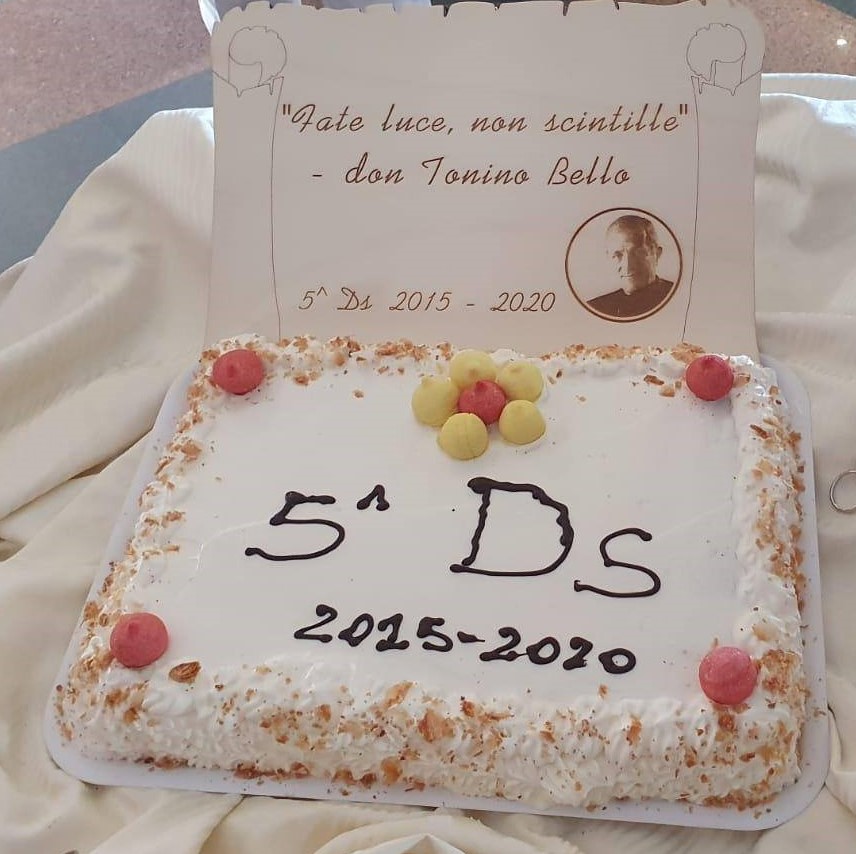 "Fate luce, non scintille"
- don Tonino Bello
5^ Ds 2015 - 2020
5^ Ds
2015-2020